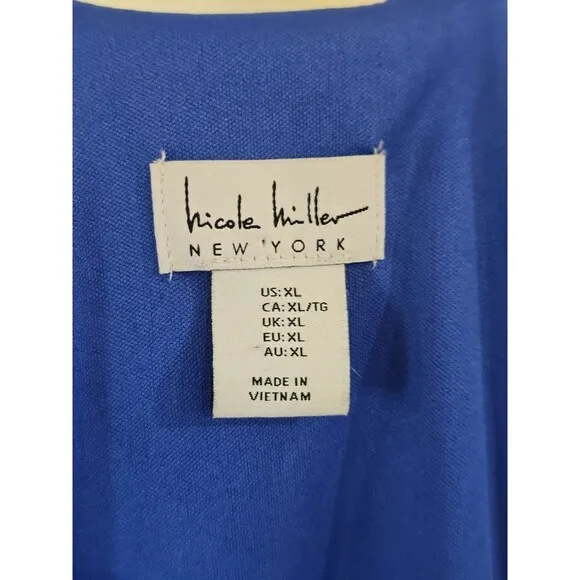 Nicole Miller
NEW YORK
US:XL
CA:XL/TG
UK:XL
EU:XL
AU:XL
MADE IN
VIETNAM